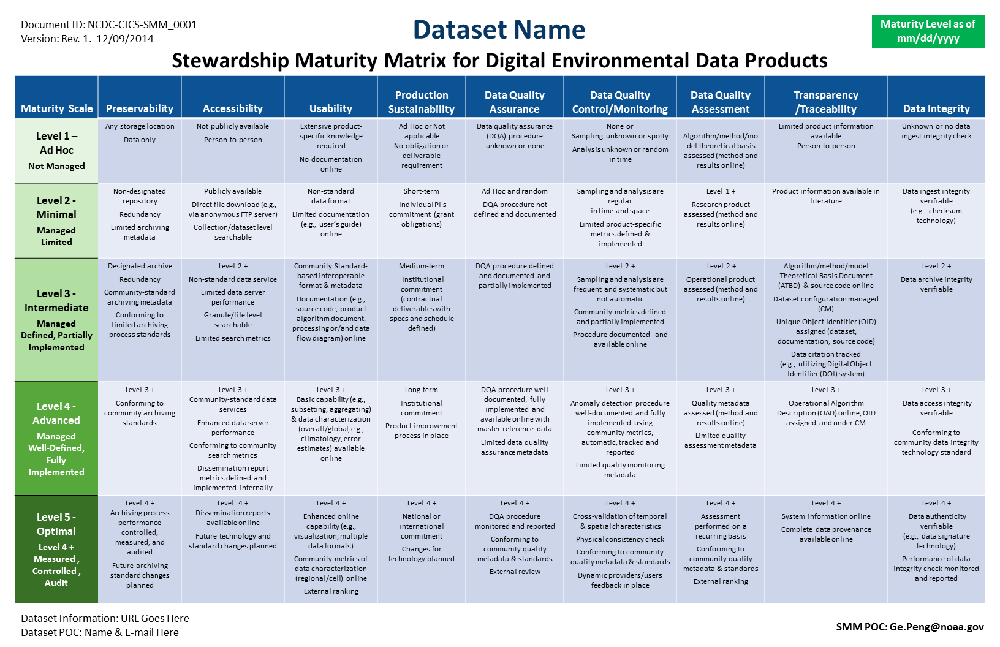 Document ID: NCDC-CICS-SMM_0001
Version: Rev. 1. 12/09/2014
Dataset Name
Maturity Level as of
mm/dd/yyyy
Stewardship Maturity Matrix for Digital Environmental Data Products
Maturity Scale
Preservability
Accessibility
Usability
Production
Sustainability
Data Quality
Assurance
Data Quality
Control/Monitoring
Data Quality
Assessment
Transparency
/Traceability
Data Integrity
Level 1 –
Ad Hoc
Not Managed
Any storage location
Data only
Not publicly available
Person-to-person
Extensive product-
specific knowledge
required
No documentation
online
Ad Hoc or Not
applicable
No obligation or
deliverable
requirement
Data quality assurance
(DQA) procedure
unknown or none
None or
Sampling unknown or spotty
Analysis unknown or random
in time
Algorithm/method/mo
del theoretical basis
assessed (method and
results online)
Limited product information
available
Person-to-person
Unknown or no data
ingest integrity check
Level 2 -
Minimal
Managed
Limited
Non-designated
repository
Redundancy
Limited archiving
metadata
Publicly available
Direct file download (e.g.,
via anonymous FTP server)
Collection/dataset level
searchable
Non-standard
data format
Limited documentation
(e.g., user's guide)
online
Short-term
Individual PI's
commitment (grant
obligations)
Ad Hoc and random
DQA procedure not
defined and documented
Sampling and analysis are
regular
in time and space
Limited product-specific
metrics defined &
implemented
Level 1 +
Research product
assessed (method and
results online)
Product information available in
literature
Data ingest integrity
verifiable
(e.g., checksum
technology)
Level 3 -
Intermediate
Managed
Defined, Partially
Implemented
Designated archive
Redundancy
Community-standard
archiving metadata
Conforming to
limited archiving
process standards
Level 2 +
Non-standard data service
Limited data server
performance
Granule/file level
searchable
Limited search metrics
Community Standard-
based interoperable
format & metadata
Documentation (e.g.,
source code, product
algorithm document,
processing or/and data
flow diagram) online
Medium-term
Institutional
commitment
(contractual
deliverables with
specs and schedule
defined)
DQA procedure defined
and documented and
partially implemented
Level 2 +
Sampling and analysis are
frequent and systematic but
not automatic
Community metrics defined
and partially implemented
Procedure documented and
available online
Level 2 +
Operational product
assessed (method and
results online)
Algorithm/method/model
Theoretical Basis Document
(ATBD) & source code online
Dataset configuration managed
(CM)
Unique Object Identifier (OID)
assigned (dataset,
documentation, source code)
Data citation tracked
(e.g., utilizing Digital Object
Identifier (DOI) system)
Level 2 +
Data archive integrity
verifiable
Level 4 -
Advanced
Managed
Well-Defined,
Fully
Implemented
Level 3 +
Conforming to
community archiving
standards
Level 3 +
Community-standard data
services
Enhanced data server
performance
Conforming to community
search metrics
Dissemination report
metrics defined and
implemented internally
Level 3 +
Basic capability (e.g.,
subsetting, aggregating)
& data characterization
(overall/global, e.g.,
climatology, error
estimates) available
online
Long-term
Institutional
commitment
Product improvement
process in place
DQA procedure well
documented, fully
implemented and
available online with
master reference data
Limited data quality
assurance metadata
Level 3 +
Anomaly detection procedure
well-documented and fully
implemented using
community metrics,
automatic, tracked and
reported
Limited quality monitoring
metadata
Level 3 +
Quality metadata
assessed (method and
results online)
Limited quality
assessment metadata
Level 3 +
Operational Algorithm
Description (OAD) online, OID
assigned, and under CM
Level 3 +
Data access integrity
verifiable
Conforming to
community data integrity
technology standard
Level 5 -
Optimal
Level 4 +
Measured ,
Controlled ,
Audit
Level 4 +
Archiving process
performance
controlled,
measured, and
audited
Future archiving
standard changes
planned
Level 4 +
Dissemination reports
available online
Future technology and
standard changes planned
Level 4 +
Enhanced online
capability (e.g.,
visualization, multiple
data formats)
Community metrics of
data characterization
(regional/cell) online
External ranking
Level 4 +
National or
international
commitment
Changes for
technology planned
Level 4 +
DQA procedure
monitored and reported
Conforming to
community quality
metadata & standards
External review
Level 4 +
Cross-validation of temporal
& spatial characteristics
Physical consistency check
Conforming to community
quality metadata & standards
Dynamic providers/users
feedback in place
Level 4 +
Assessment
performed on a
recurring basis
Conforming to
community quality
metadata & standards
External ranking
Level 4 +
System information online
Complete data provenance
available online
Level 4 +
Data authenticity
verifiable
(e.g., data signature
technology)
Performance of data
integrity check monitored
and reported
Dataset Information: URL Goes Here
Dataset POC: Name & E-mail Here
SMM POC: Ge.Peng@noaa.gov